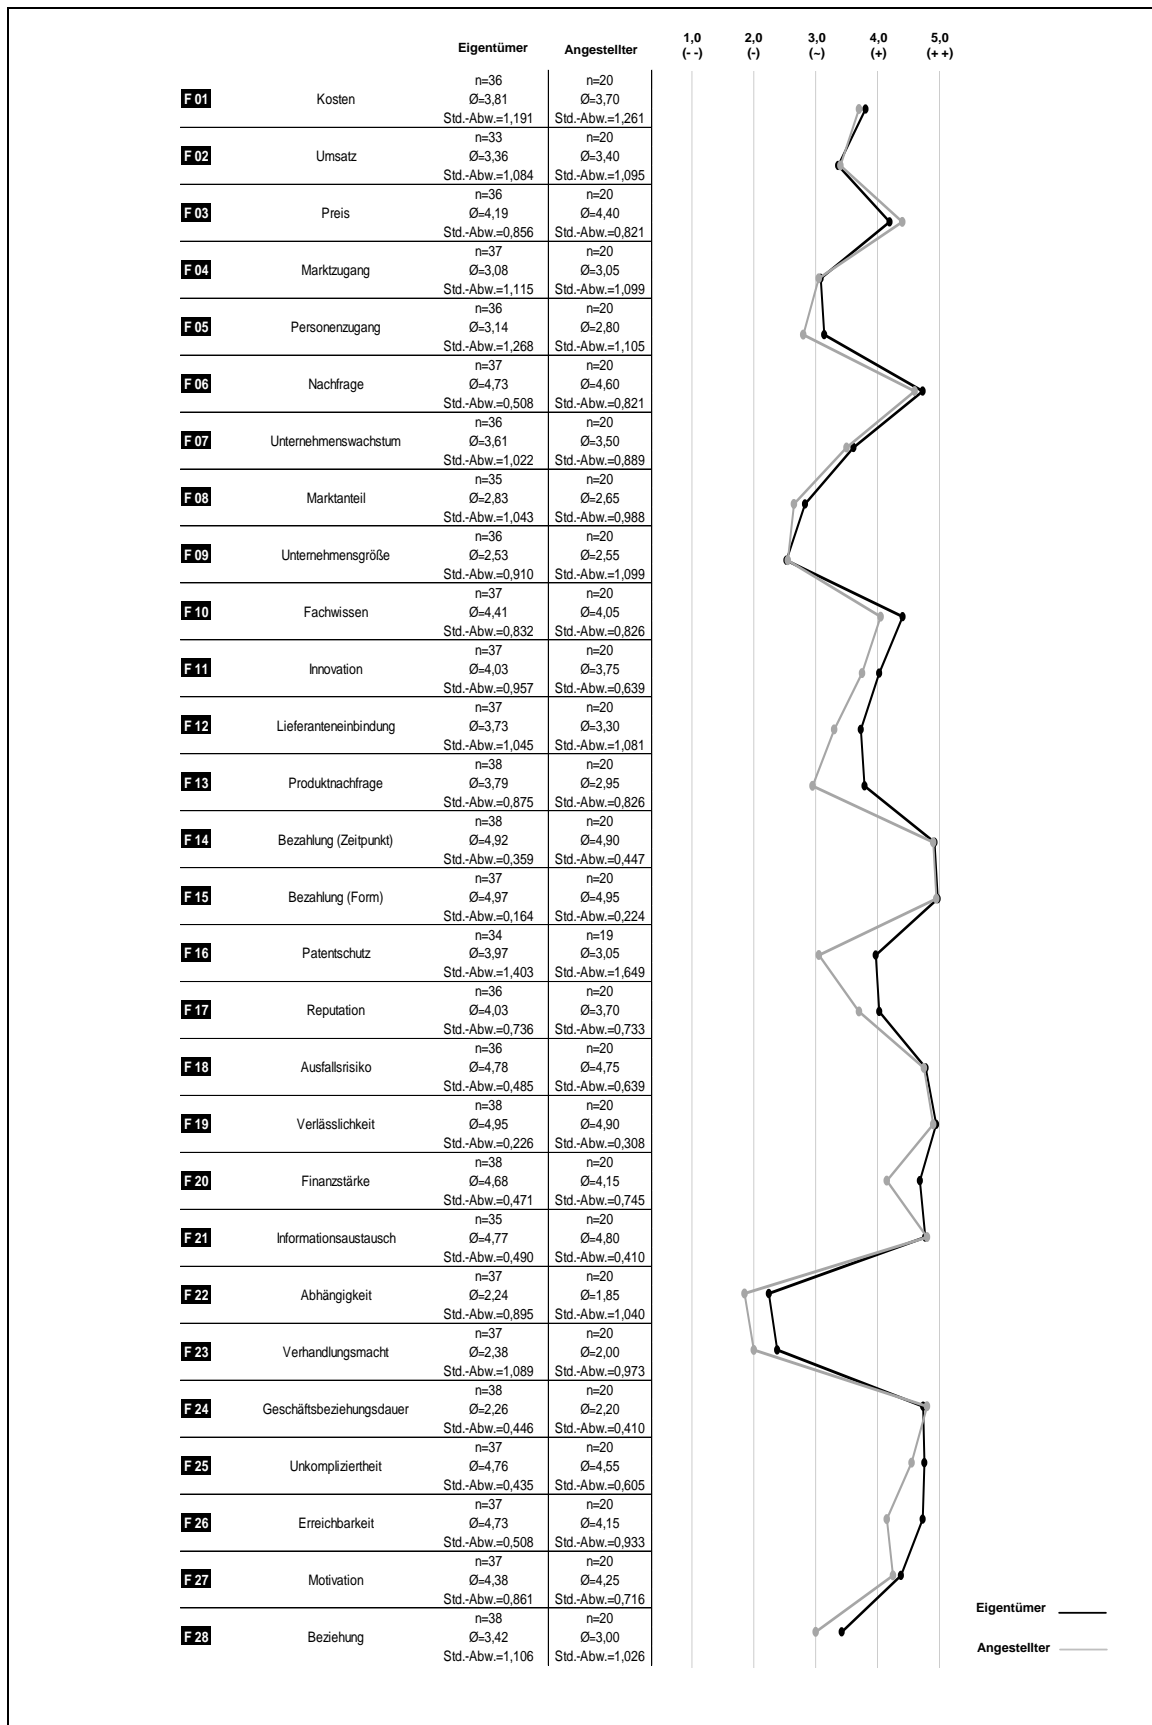 Eigentümer Angestellter 1,0 2,0 3,0 4,0 5,0
(- -) (-) (~) (+) (+ +)
n=36 n=20
F 01 Kosten Ø=3,81 Ø=3,70
Std.-Abw.=1,191 Std.-Abw.=1,261
n=33 n=20
F 02 Umsatz Ø=3,36 Ø=3,40
Std.-Abw.=1,084 Std.-Abw.=1,095
n=36 n=20
F 03 Preis Ø=4,19 Ø=4,40
Std.-Abw.=0,856 Std.-Abw.=0,821
n=37 n=20
F 04 Marktzugang Ø=3,08 Ø=3,05
Std.-Abw.=1,115 Std.-Abw.=1,099
n=36 n=20
F 05 Personenzugang Ø=3,14 Ø=2,80
Std.-Abw.=1,268 Std.-Abw.=1,105
n=37 n=20
F 06 Nachfrage Ø=4,73 Ø=4,60
Std.-Abw.=0,508 Std.-Abw.=0,821
n=36 n=20
F 07 Unternehmenswachstum Ø=3,61 Ø=3,50
Std.-Abw.=1,022 Std.-Abw.=0,889
n=35 n=20
F 08 Marktanteil Ø=2,83 Ø=2,65
Std.-Abw.=1,043 Std.-Abw.=0,988
n=36 n=20
F 09 Unternehmensgröße Ø=2,53 Ø=2,55
Std.-Abw.=0,910 Std.-Abw.=1,099
n=37 n=20
F 10 Fachwissen Ø=4,41 Ø=4,05
Std.-Abw.=0,832 Std.-Abw.=0,826
n=37 n=20
F 11 Innovation Ø=4,03 Ø=3,75
Std.-Abw.=0,957 Std.-Abw.=0,639
n=37 n=20
F 12 Lieferanteneinbindung Ø=3,73 Ø=3,30
Std.-Abw.=1,045 Std.-Abw.=1,081
n=38 n=20
F 13 Produktnachfrage Ø=3,79 Ø=2,95
Std.-Abw.=0,875 Std.-Abw.=0,826
n=38 n=20
F 14 Bezahlung (Zeitpunkt) Ø=4,92 Ø=4,90
Std.-Abw.=0,359 Std.-Abw.=0,447
n=37 n=20
F 15 Bezahlung (Form) Ø=4,97 Ø=4,95
Std.-Abw.=0,164 Std.-Abw.=0,224
n=34 n=19
F 16 Patentschutz Ø=3,97 Ø=3,05
Std.-Abw.=1,403 Std.-Abw.=1,649
n=36 n=20
F 17 Reputation Ø=4,03 Ø=3,70
Std.-Abw.=0,736 Std.-Abw.=0,733
n=36 n=20
F 18 Ausfallsrisiko Ø=4,78 Ø=4,75
Std.-Abw.=0,485 Std.-Abw.=0,639
n=38 n=20
F 19 Verlässlichkeit Ø=4,95 Ø=4,90
Std.-Abw.=0,226 Std.-Abw.=0,308
n=38 n=20
F 20 Finanzstärke Ø=4,68 Ø=4,15
Std.-Abw.=0,471 Std.-Abw.=0,745
n=35 n=20
F 21 Informationsaustausch Ø=4,77 Ø=4,80
Std.-Abw.=0,490 Std.-Abw.=0,410
n=37 n=20
F 22 Abhängigkeit Ø=2,24 Ø=1,85
Std.-Abw.=0,895 Std.-Abw.=1,040
n=37 n=20
F 23 Verhandlungsmacht Ø=2,38 Ø=2,00
Std.-Abw.=1,089 Std.-Abw.=0,973
n=38 n=20
F 24 Geschäftsbeziehungsdauer Ø=2,26 Ø=2,20
Std.-Abw.=0,446 Std.-Abw.=0,410
n=37 n=20
F 25 Unkompliziertheit Ø=4,76 Ø=4,55
Std.-Abw.=0,435 Std.-Abw.=0,605
n=37 n=20
F 26 Erreichbarkeit Ø=4,73 Ø=4,15
Std.-Abw.=0,508 Std.-Abw.=0,933
n=37 n=20
F 27 Motivation Ø=4,38 Ø=4,25
Std.-Abw.=0,861 Std.-Abw.=0,716
n=38 n=20
F 28 Beziehung Ø=3,42 Ø=3,00
Std.-Abw.=1,106 Std.-Abw.=1,026
Eigentümer
Angestellter